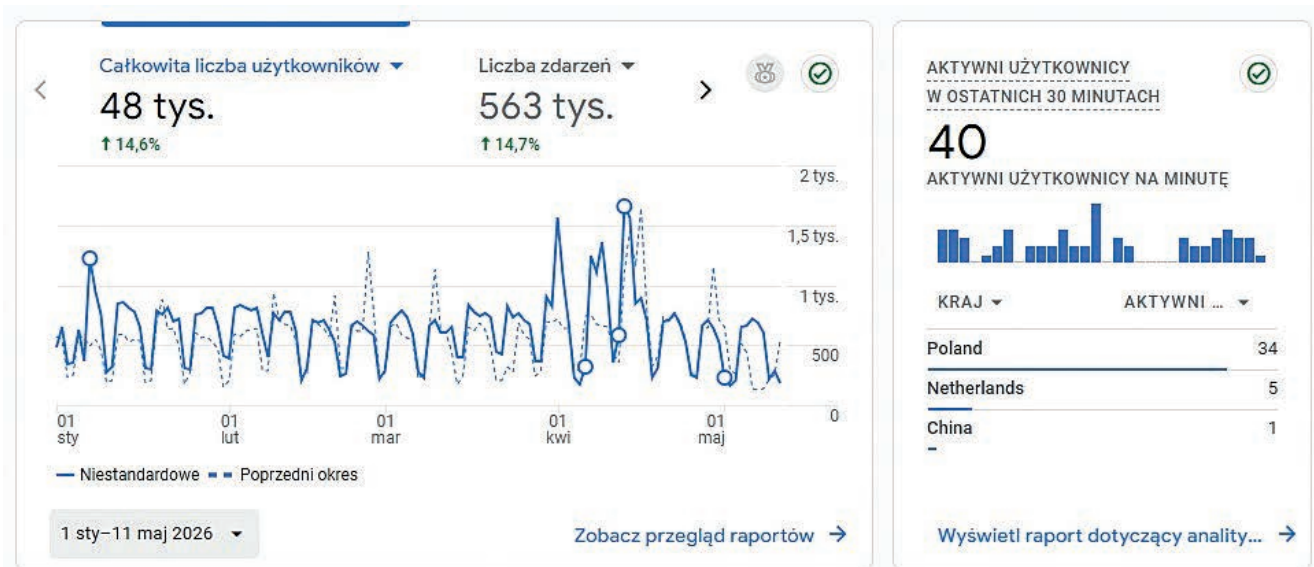 Całkowita liczba użytkowników
48 tys.
14,6%
Liczba zdarzeń
563 tys.
14,7%
2 tys.
1,5 tys.
1 tys.
500
0
01 sty
01 lut
01 mar
01 kwi
01 maj
Niestandardowe
Poprzedni okres
1 sty–11 maj 2026
Zobacz przegląd raportów
AKTYWNI UŻYTKOWNICY
W OSTATNICH 30 MINUTACH
40
AKTYWNI UŻYTKOWNICY NA MINUTĘ
KRAJ
AKTYWNI ...
Poland 34
Netherlands 5
China 1
Wyświetl raport dotyczący anality...